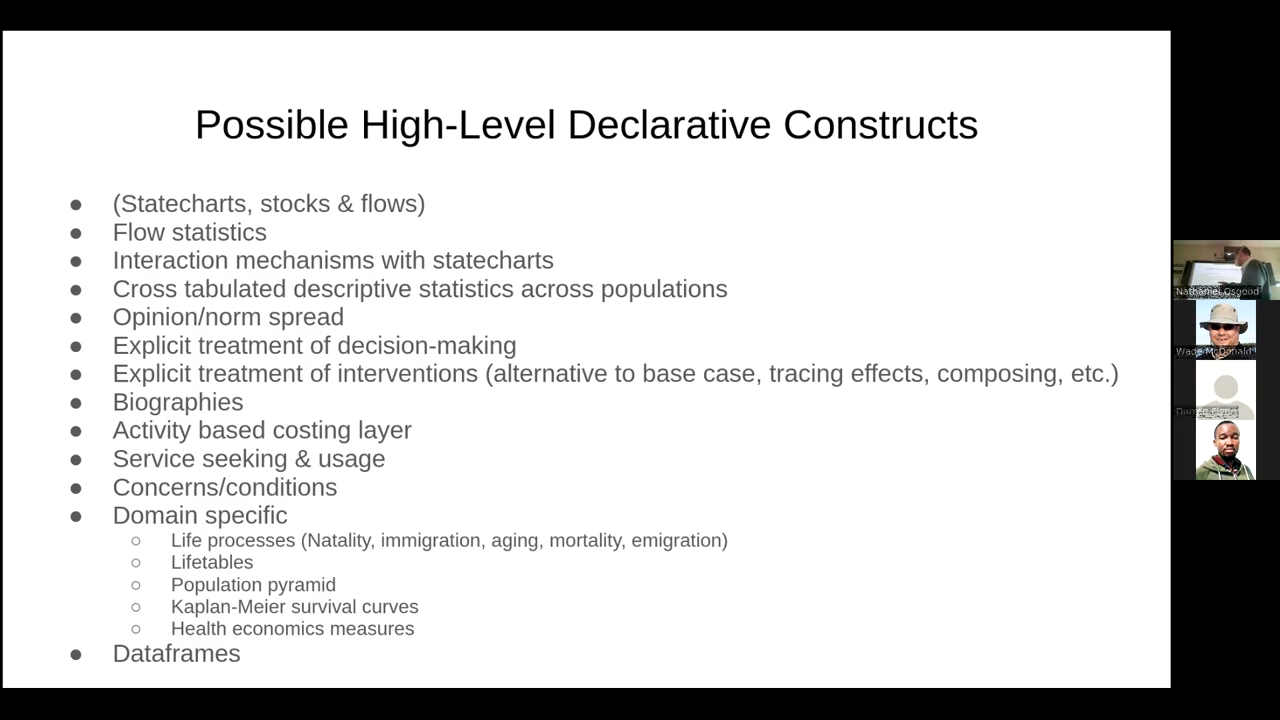 Possible High-Level Declarative Constructs
● (Statecharts, stocks & flows)
● Flow statistics
● Interaction mechanisms with statecharts
● Cross tabulated descriptive statistics across populations
● Opinion/norm spread
● Explicit treatment of decision-making
● Explicit treatment of interventions (alternative to base case, tracing effects, composing, etc.)
● Biographies
● Activity based costing layer
● Service seeking & usage
● Concerns/conditions
● Domain specific
○ Life processes (Natality, immigration, aging, mortality, emigration)
○ Lifetables
○ Population pyramid
○ Kaplan-Meier survival curves
○ Health economics measures
● Dataframes
Nathaniel Osgood
Wade McDonald